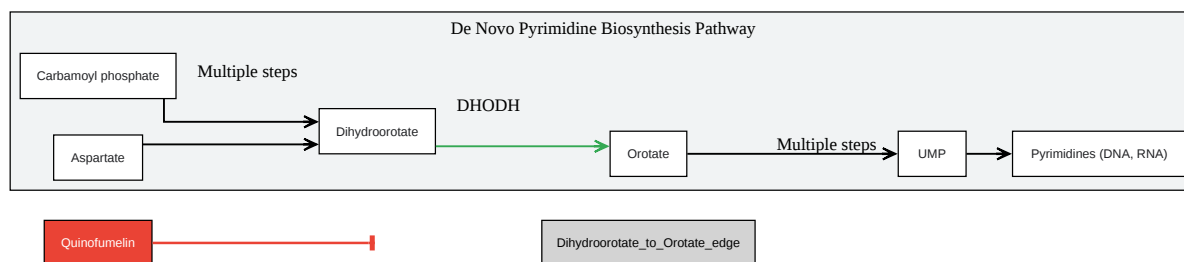 De Novo Pyrimidine Biosynthesis Pathway
Carbamoyl phosphate
Multiple steps
DHODH
Dihydroorotate
Aspartate
Orotate
Multiple steps
UMP
Pyrimidines (DNA, RNA)
Quinofumelin
Dihydroorotate_to_Orotate_edge